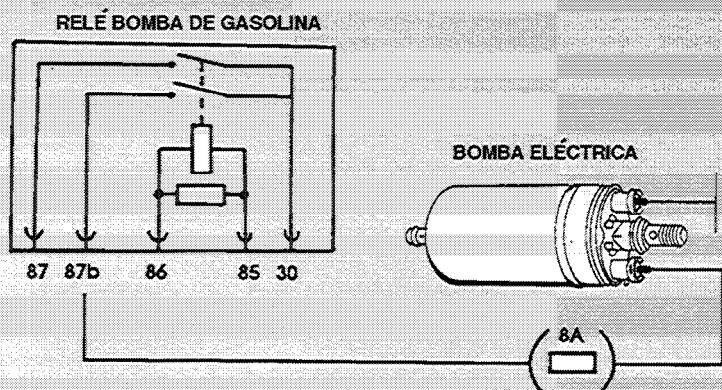 RELÉ BOMBA DE GASOLINA
BOMBA ELÉCTRICA
87 87b 86 85 30
8A